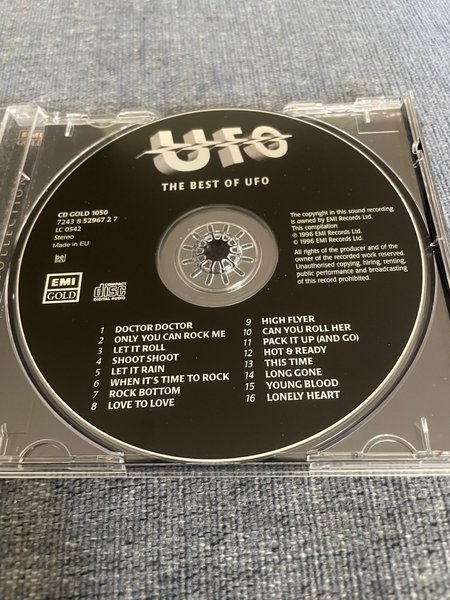 UFO
THE BEST OF UFO
CD GOLD 1050
7243 8 52967 2 7
LC 0542
Stereo
Made in EU
bel
BIEM
EMI
GOLD
COMPACT
disc
DIGITAL AUDIO
The copyright in this sound recording
is owned by EMI Records Ltd.
This compilation
℗ 1996 EMI Records Ltd.
© 1996 EMI Records Ltd.
All rights of the producer and of the
owner of the recorded work reserved.
Unauthorised copying, hiring, renting,
public performance and broadcasting
of this record prohibited.
1 DOCTOR DOCTOR
2 ONLY YOU CAN ROCK ME
3 LET IT ROLL
4 SHOOT SHOOT
5 LET IT RAIN
6 WHEN IT'S TIME TO ROCK
7 ROCK BOTTOM
8 LOVE TO LOVE
9 HIGH FLYER
10 CAN YOU ROLL HER
11 PACK IT UP (AND GO)
12 HOT & READY
13 THIS TIME
14 LONG GONE
15 YOUNG BLOOD
16 LONELY HEART
EMI
GOLD